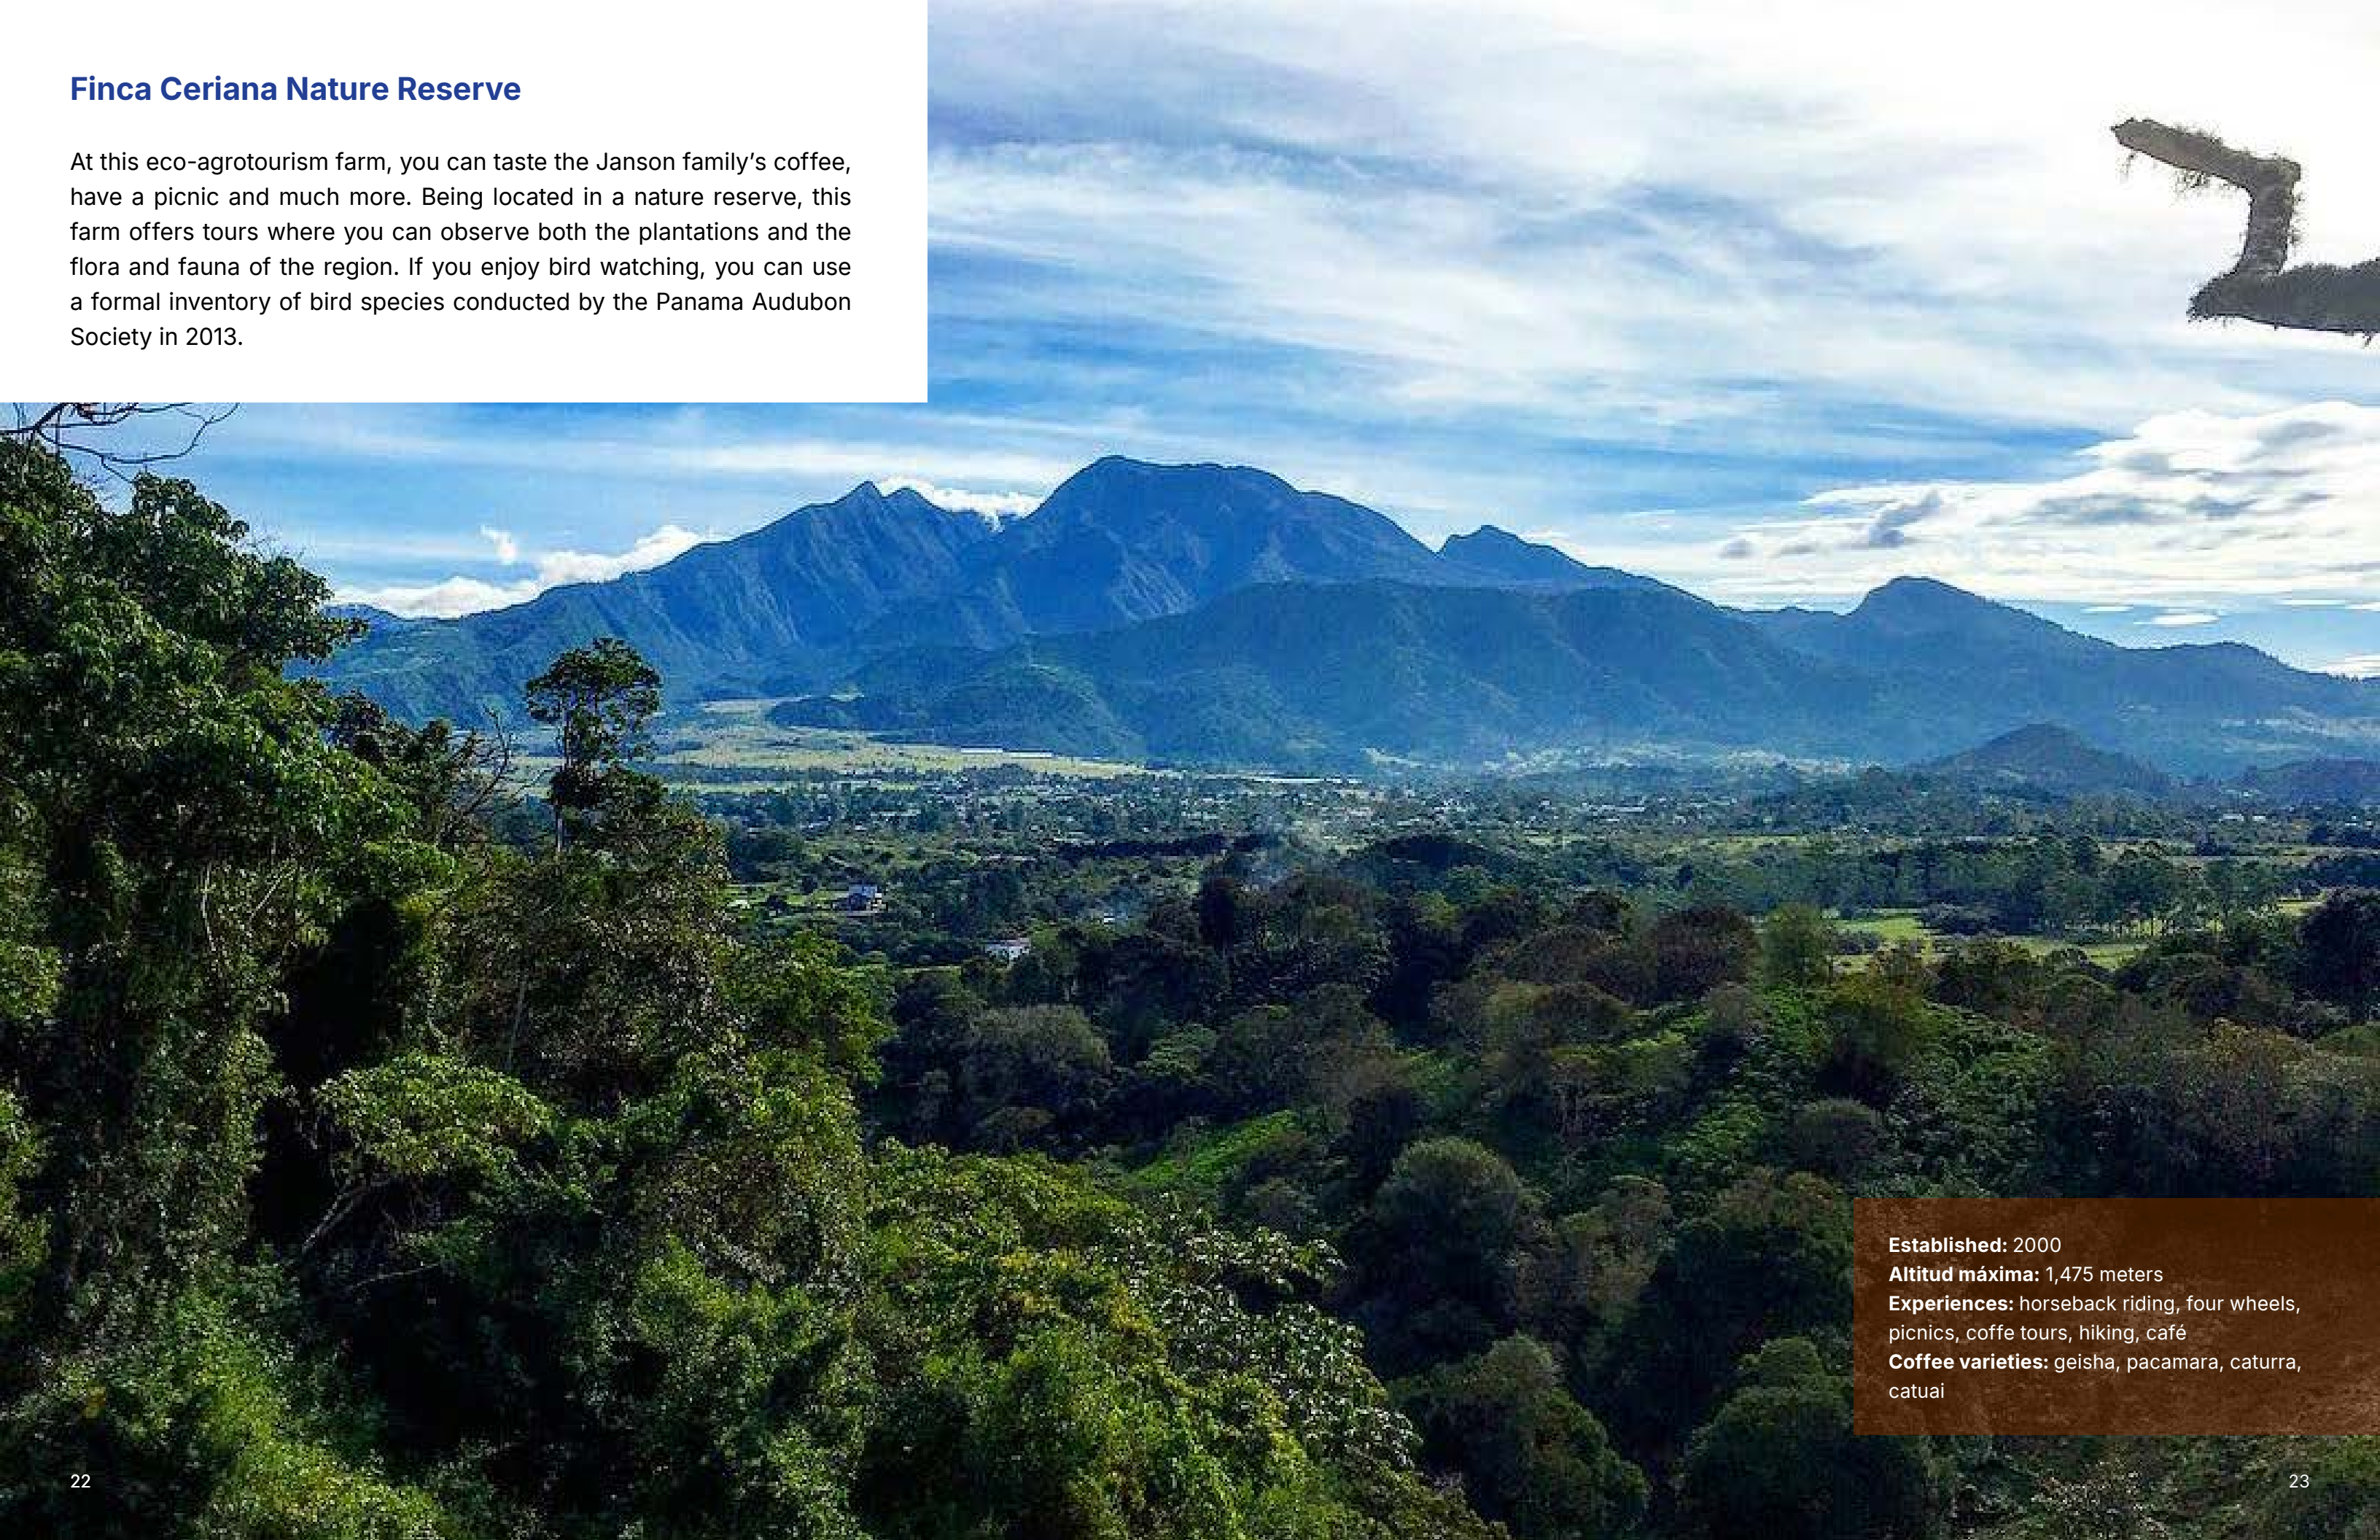 Finca Ceriana Nature Reserve
At this eco-agrotourism farm, you can taste the Janson family’s coffee,
have a picnic and much more. Being located in a nature reserve, this
farm offers tours where you can observe both the plantations and the
flora and fauna of the region. If you enjoy bird watching, you can use
a formal inventory of bird species conducted by the Panama Audubon
Society in 2013.
Established: 2000
Altitud máxima: 1,475 meters
Experiences: horseback riding, four wheels,
picnics, coffe tours, hiking, café
Coffee varieties: geisha, pacamara, caturra,
catuai
22
23